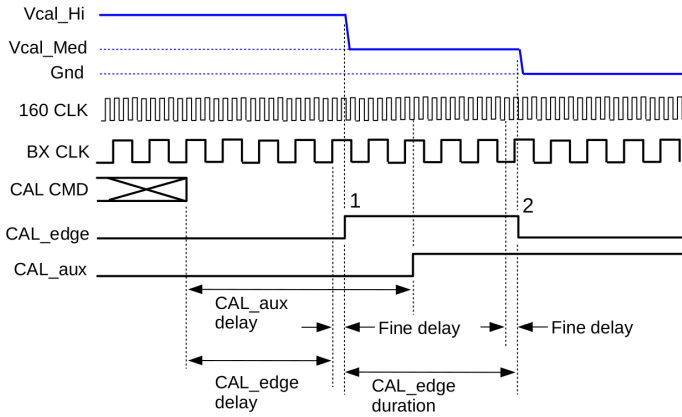 Vcal_Hi
Vcal_Med
Gnd
160 CLK
BX CLK
CAL CMD
1
2
CAL_edge
CAL_aux
CAL_aux
delay
Fine delay
Fine delay
CAL_edge
delay
CAL_edge
duration